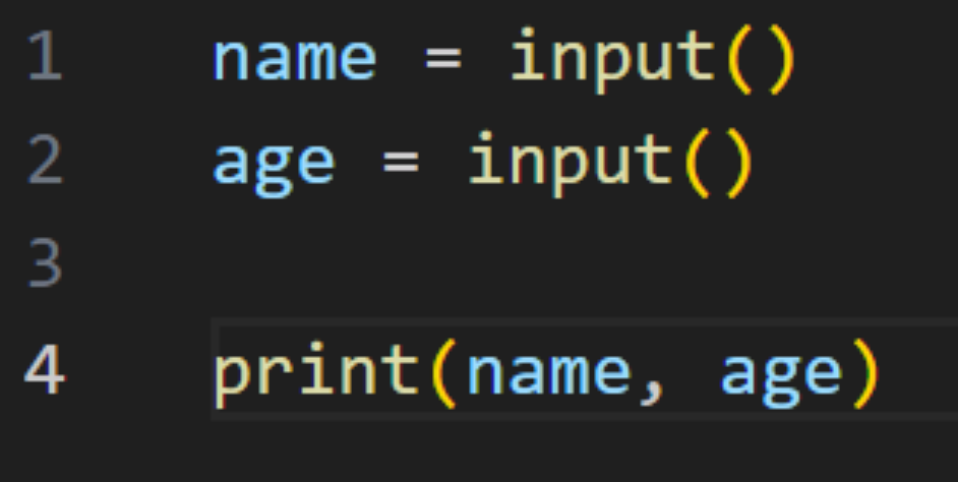 1 name = input()
2 age = input()
3
4 print(name, age)